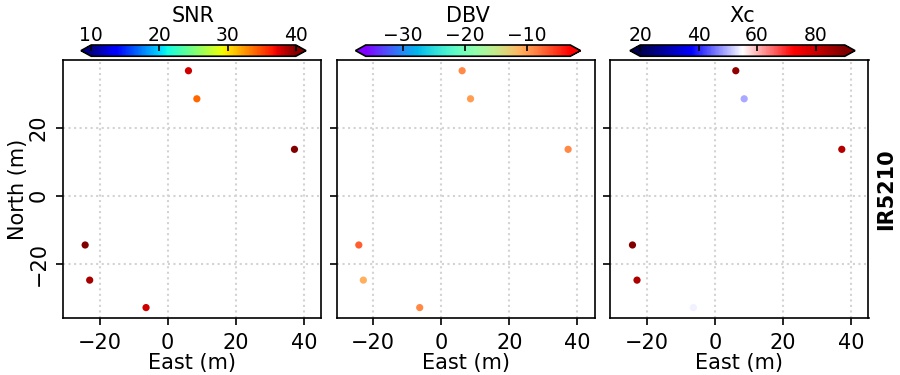 SNR DBV Xc
10 20 30 40 −30 −20 −10 20 40 60 80
20
0
−20
North (m)
IR5210
−20 0 20 40 −20 0 20 40 −20 0 20 40
East (m) East (m) East (m)